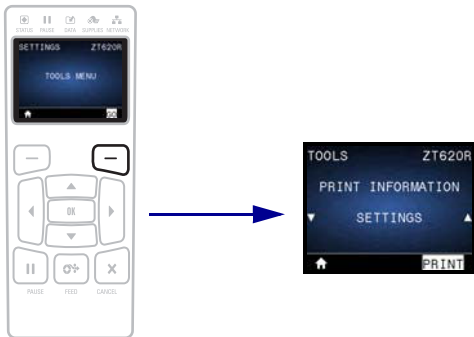 STATUS PAUSE DATA SUPPLIES NETWORK
SETTINGS ZT620R
TOOLS MENU
GO
OK
PAUSE FEED CANCEL
TOOLS ZT620R
PRINT INFORMATION
SETTINGS
PRINT